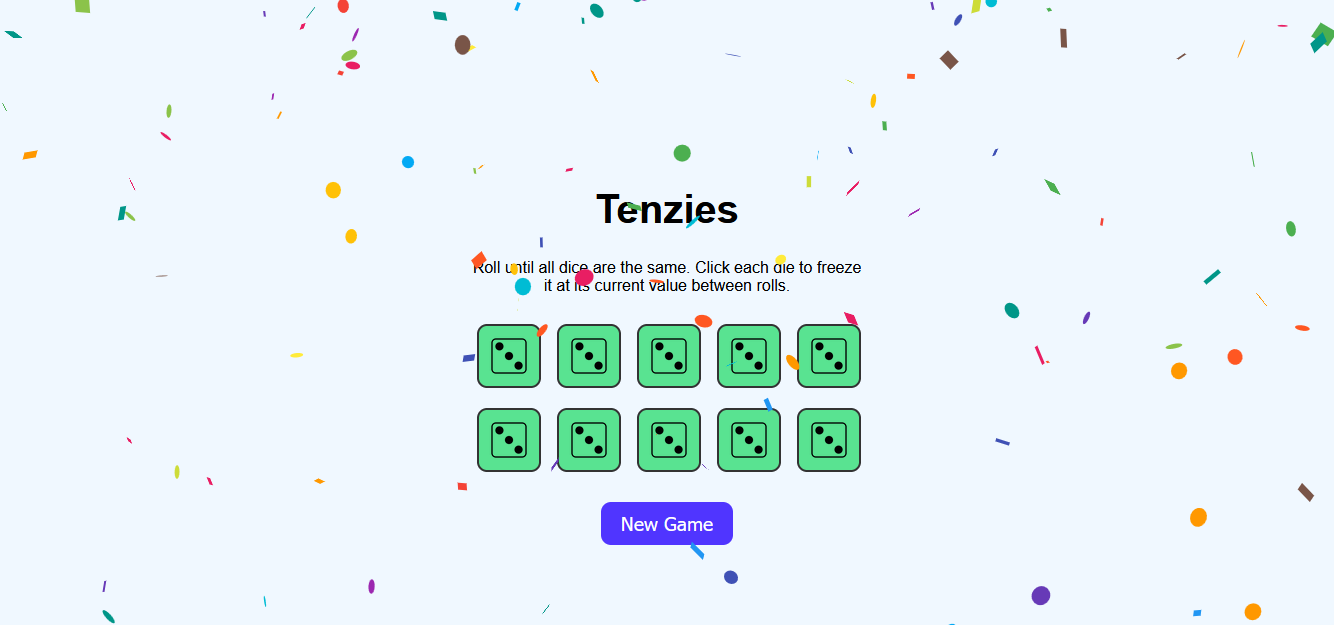 Tenzies
Roll until all dice are the same. Click each die to freeze
it at its current value between rolls.
New Game